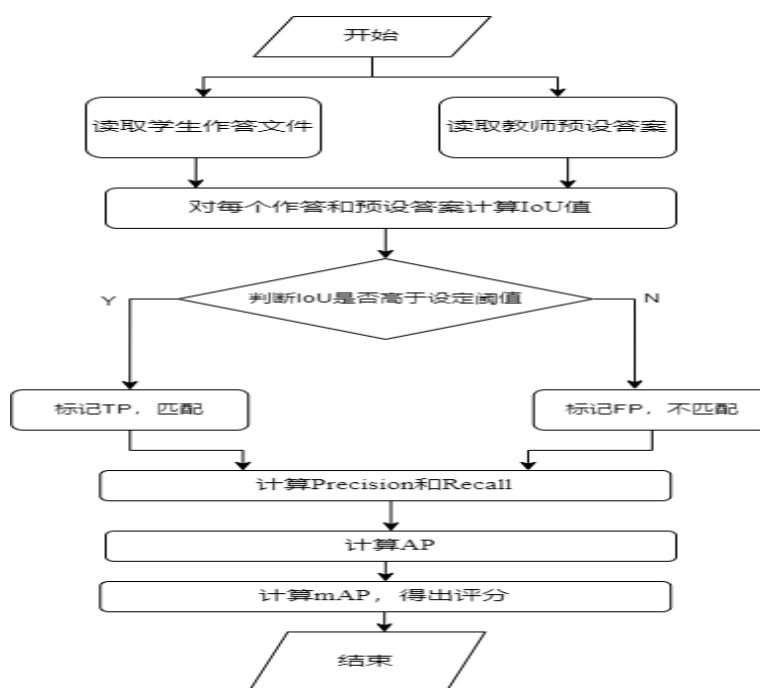 开始
读取学生作答文件
读取教师预设答案
对每个作答和预设答案计算IoU值
判断IoU是否高于设定阈值
Y
N
标记TP，匹配
标记FP，不匹配
计算Precision和Recall
计算AP
计算mAP，得出评分
结束